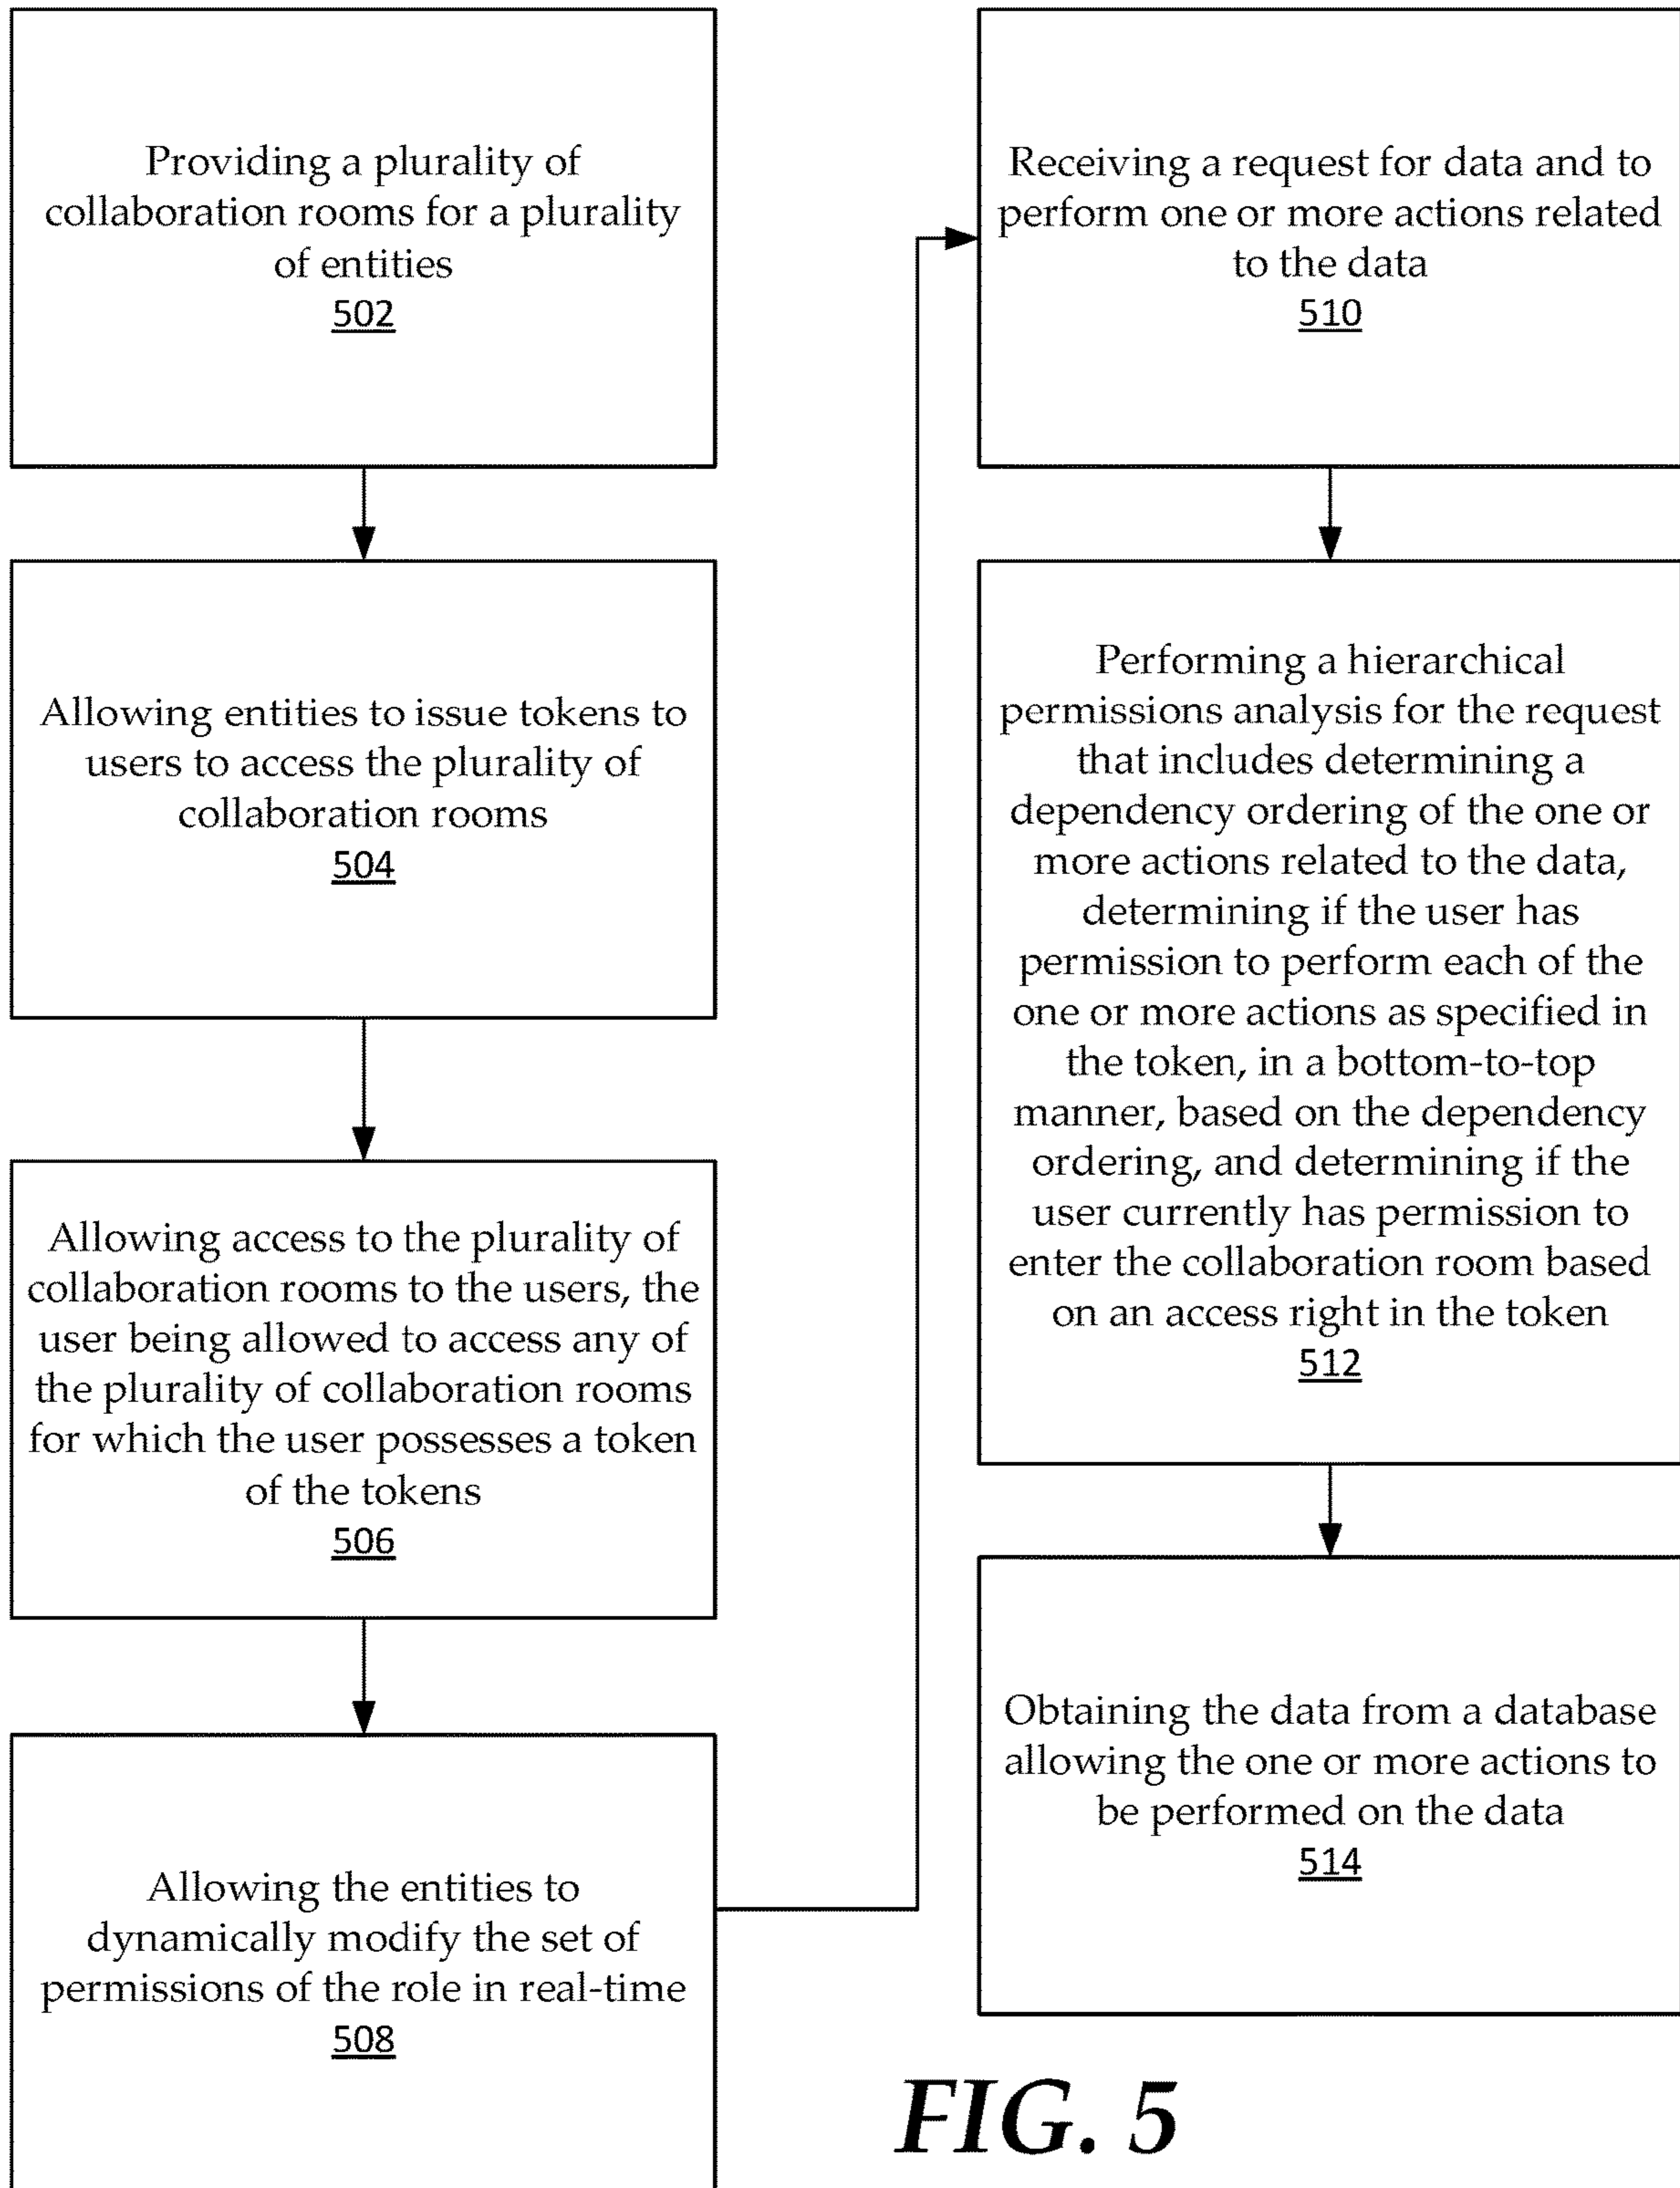 Providing a plurality of
collaboration rooms for a plurality
of entities
502
Allowing entities to issue tokens to
users to access the plurality of
collaboration rooms
504
Allowing access to the plurality of
collaboration rooms to the users, the
user being allowed to access any of
the plurality of collaboration rooms
for which the user possesses a token
of the tokens
506
Allowing the entities to
dynamically modify the set of
permissions of the role in real-time
508
Receiving a request for data and to
perform one or more actions related
to the data
510
Performing a hierarchical
permissions analysis for the request
that includes determining a
dependency ordering of the one or
more actions related to the data,
determining if the user has
permission to perform each of the
one or more actions as specified in
the token, in a bottom-to-top
manner, based on the dependency
ordering, and determining if the
user currently has permission to
enter the collaboration room based
on an access right in the token
512
Obtaining the data from a database
allowing the one or more actions to
be performed on the data
514
FIG. 5